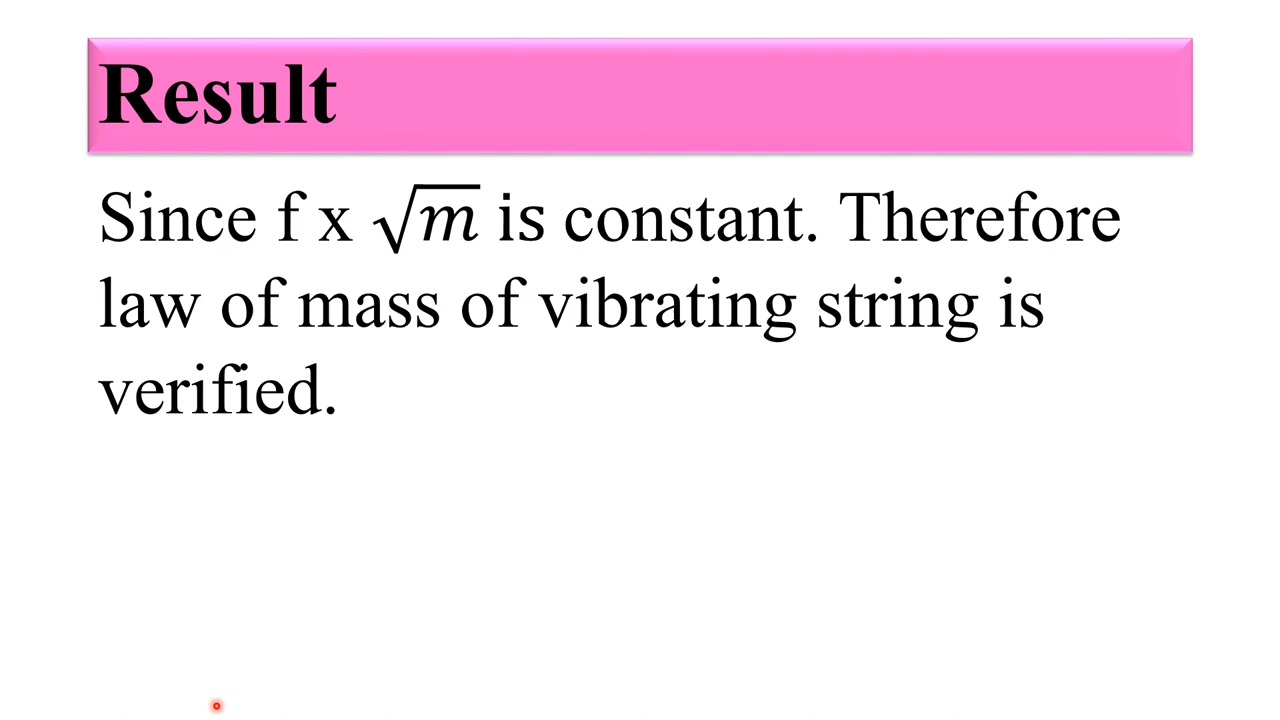 Result
Since f x √m is constant. Therefore
law of mass of vibrating string is
verified.